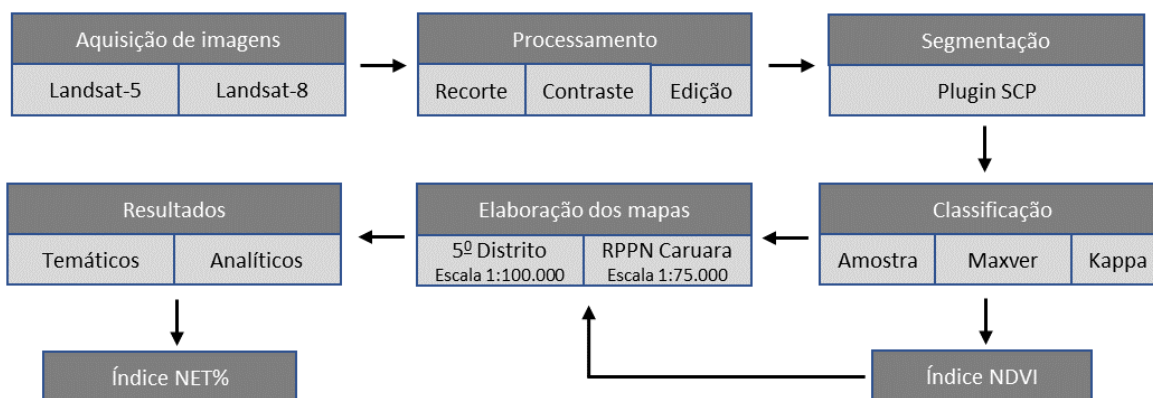 Aquisição de imagens
Landsat-5
Landsat-8
Processamento
Recorte
Contraste
Edição
Segmentação
Plugin SCP
Classificação
Amostra
Maxver
Kappa
Elaboração dos mapas
5º Distrito
Escala 1:100.000
RPPN Caruara
Escala 1:75.000
Resultados
Temáticos
Analíticos
Índice NET%
Índice NDVI